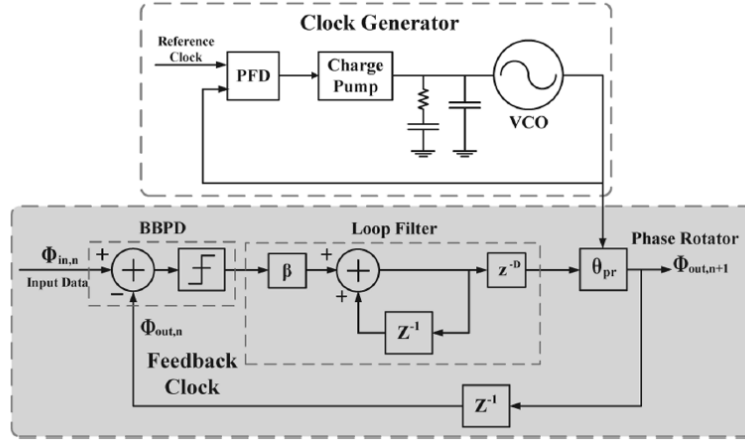 Clock Generator
Reference
Clock
PFD
Charge
Pump
VCO
BBPD
Loop Filter
Phase Rotator
Φin,n
Input Data
+
−
+
β
+
+
z-D
θpr
Φout,n+1
Z-1
Φout,n
Feedback
Clock
Z-1